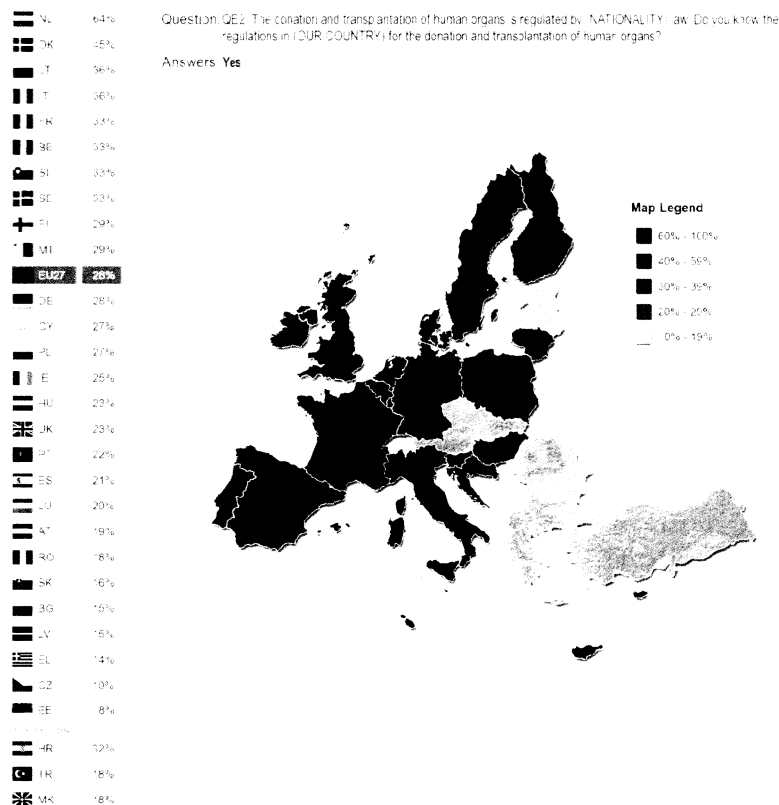 Question: QE2. The donation and transplantation of human organs is regulated by (NATIONALITY) law. Do you know the
regulations in (OUR COUNTRY) for the donation and transplantation of human organs?
Answers: Yes
NL 64%
DK 45%
LT 36%
IT 36%
FR 33%
BE 33%
SI 33%
SE 33%
FI 29%
MT 29%
EU27 28%
DE 28%
CY 27%
PL 27%
IE 25%
HU 23%
UK 23%
PT 22%
ES 21%
LU 20%
AT 19%
RO 18%
SK 16%
BG 15%
LV 15%
EL 14%
CZ 10%
EE 8%
HR 32%
TR 18%
MK 18%
Map Legend
60% - 100%
40% - 59%
30% - 39%
0% - 19%